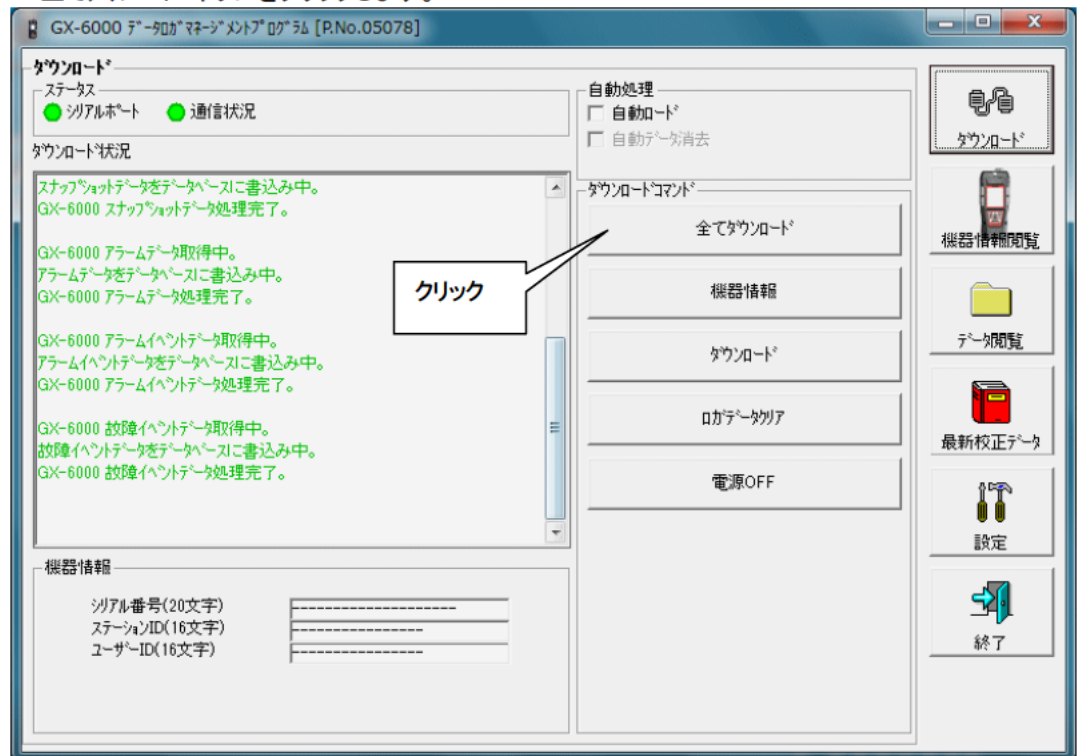 GX-6000 ﾃﾞｰﾀﾛｶﾞﾏﾈｰｼﾞﾒﾝﾄﾌﾟﾛｸﾞﾗﾑ [P.No.05078]
ﾀﾞｳﾝﾛｰﾄﾞ
ｽﾃｰﾀｽ
ｼﾘｱﾙﾎﾟｰﾄ 通信状況
ﾀﾞｳﾝﾛｰﾄﾞ状況
ｽﾅｯﾌﾟｼｮｯﾄﾃﾞｰﾀをﾃﾞｰﾀﾍﾞｰｽに書込み中。
GX-6000 ｽﾅｯﾌﾟｼｮｯﾄﾃﾞｰﾀ処理完了。
GX-6000 ｱﾗｰﾑﾃﾞｰﾀ取得中。
ｱﾗｰﾑﾃﾞｰﾀをﾃﾞｰﾀﾍﾞｰｽに書込み中。
GX-6000 ｱﾗｰﾑﾃﾞｰﾀ処理完了。
GX-6000 ｱﾗｰﾑｲﾍﾞﾝﾄﾃﾞｰﾀ取得中。
ｱﾗｰﾑｲﾍﾞﾝﾄﾃﾞｰﾀをﾃﾞｰﾀﾍﾞｰｽに書込み中。
GX-6000 ｱﾗｰﾑｲﾍﾞﾝﾄﾃﾞｰﾀ処理完了。
GX-6000 故障ｲﾍﾞﾝﾄﾃﾞｰﾀ取得中。
故障ｲﾍﾞﾝﾄﾃﾞｰﾀをﾃﾞｰﾀﾍﾞｰｽに書込み中。
GX-6000 故障ｲﾍﾞﾝﾄﾃﾞｰﾀ処理完了。
クリック
機器情報
ｼﾘｱﾙ番号(20文字) --------------------
ｽﾃｰｼｮﾝID(16文字) ----------------
ﾕｰｻﾞｰID(16文字) ----------------
自動処理
自動ﾛｰﾄﾞ
自動ﾃﾞｰﾀ消去
ﾀﾞｳﾝﾛｰﾄﾞｺﾏﾝﾄﾞ
全てﾀﾞｳﾝﾛｰﾄﾞ
機器情報
ﾀﾞｳﾝﾛｰﾄﾞ
ﾛｶﾞﾃﾞｰﾀｸﾘｱ
電源OFF
ﾀﾞｳﾝﾛｰﾄﾞ
機器情報閲覧
ﾃﾞｰﾀ閲覧
最新校正ﾃﾞｰﾀ
設定
終了